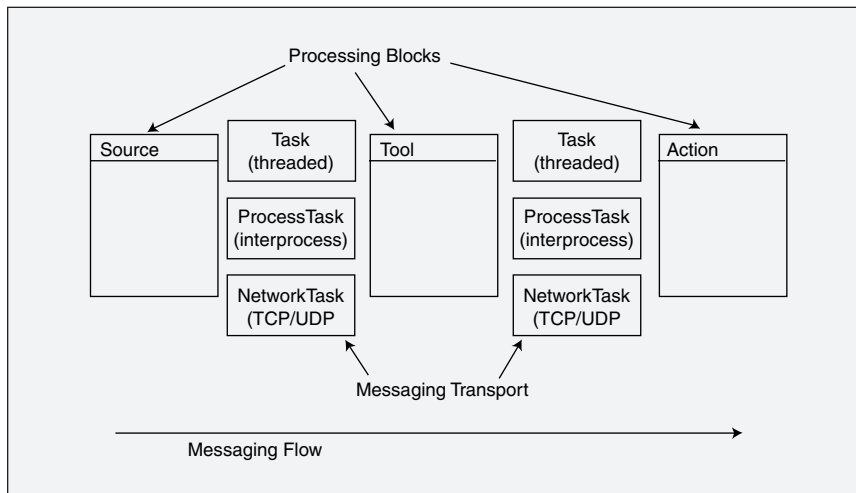 Processing Blocks
Source
Task
(threaded)
ProcessTask
(interprocess)
NetworkTask
(TCP/UDP
Tool
Task
(threaded)
ProcessTask
(interprocess)
NetworkTask
(TCP/UDP
Action
Messaging Transport
Messaging Flow